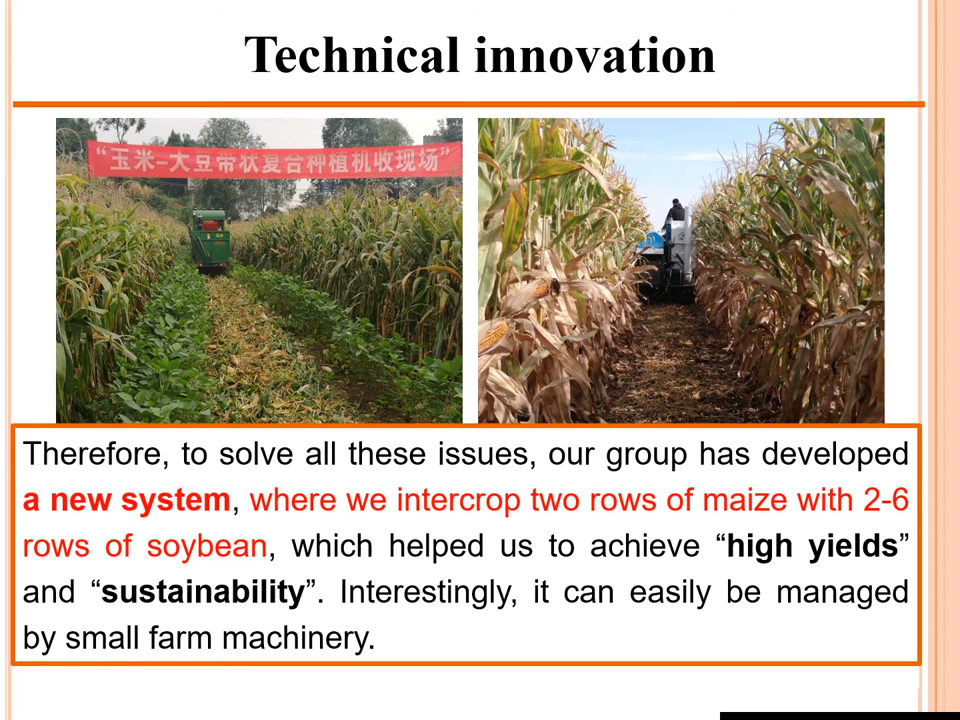 Technical innovation
“玉米-大豆带状复合种植机收现场”
Therefore, to solve all these issues, our group has developed
a new system, where we intercrop two rows of maize with 2-6
rows of soybean, which helped us to achieve “high yields”
and “sustainability”. Interestingly, it can easily be managed
by small farm machinery.